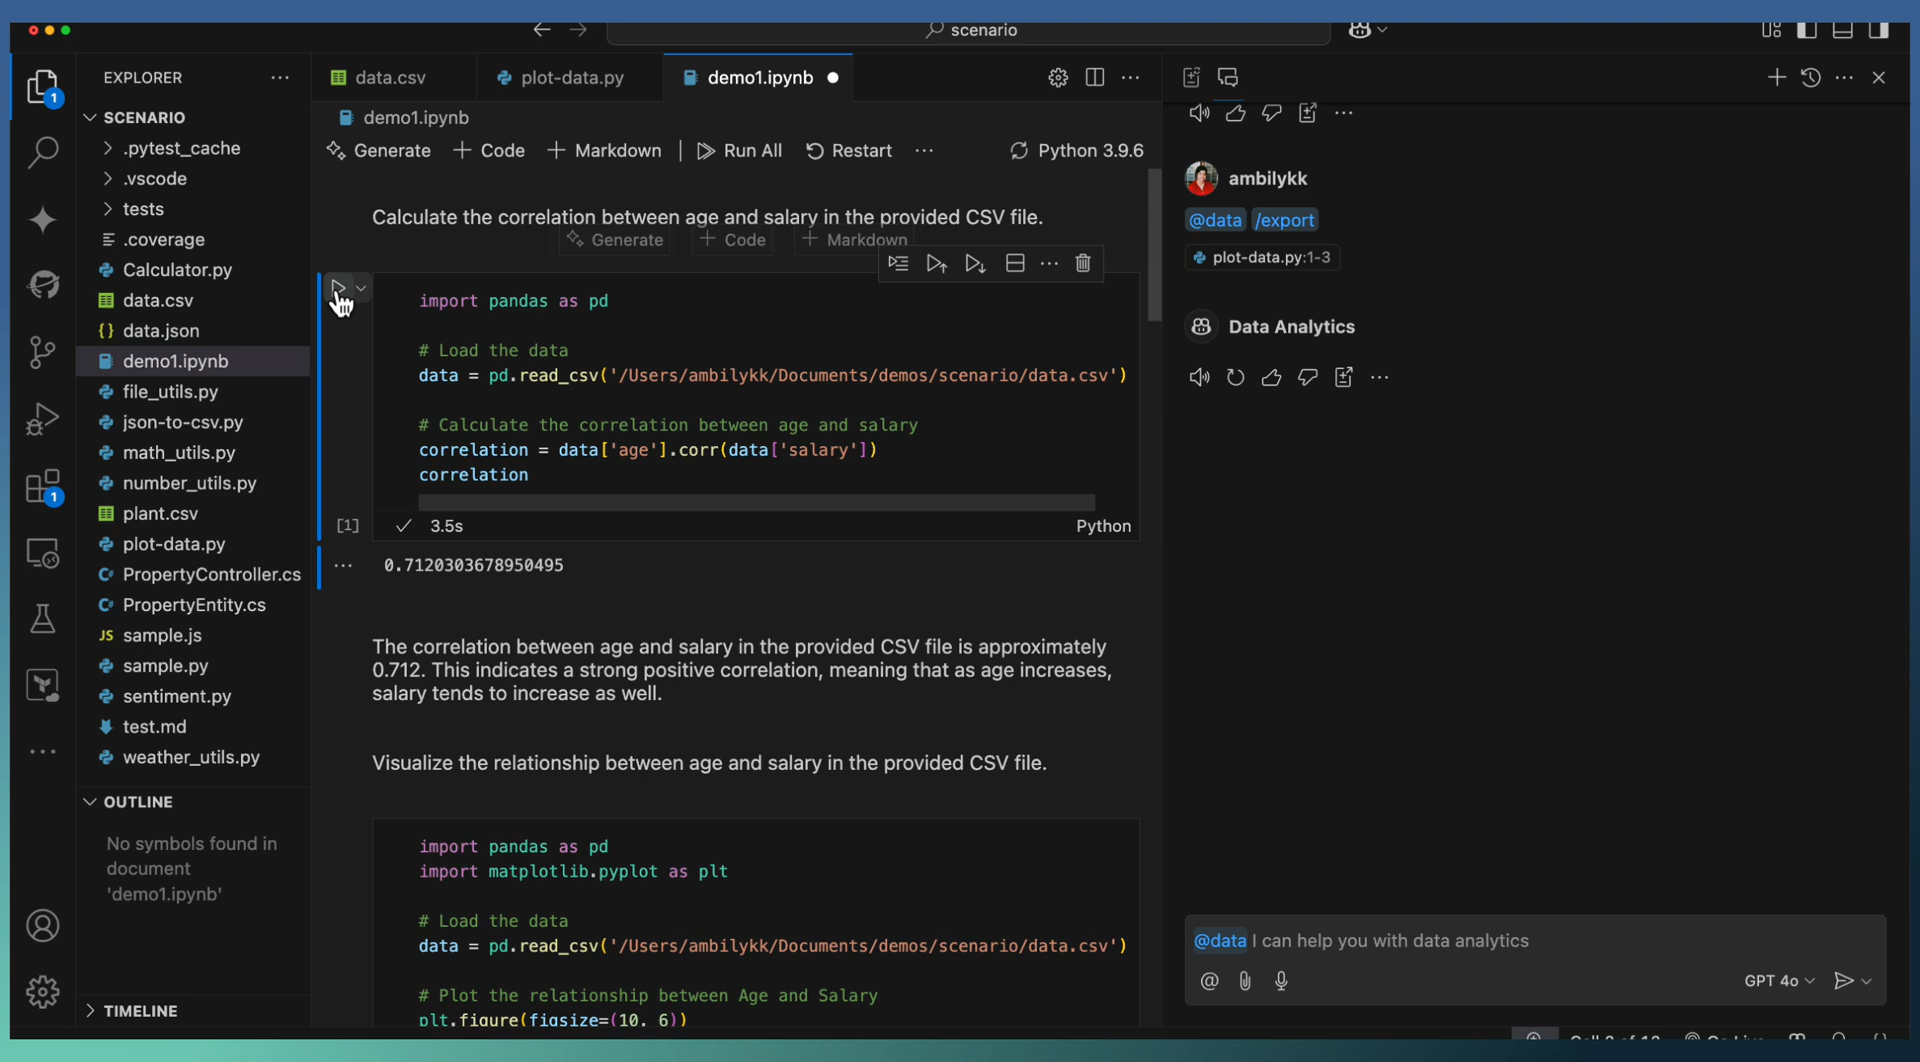 scenario
EXPLORER
data.csv
plot-data.py
demo1.ipynb
SCENARIO
.pytest_cache
.vscode
tests
.coverage
Calculator.py
data.csv
data.json
demo1.ipynb
file_utils.py
json-to-csv.py
math_utils.py
number_utils.py
plant.csv
plot-data.py
PropertyController.cs
PropertyEntity.cs
JS sample.js
sample.py
sentiment.py
test.md
weather_utils.py
OUTLINE
No symbols found in
document
'demo1.ipynb'
TIMELINE
1
1
demo1.ipynb
Generate
Code
Markdown
Run All
Restart
Python 3.9.6
Calculate the correlation between age and salary in the provided CSV file.
Generate
Code
Markdown
import pandas as pd
# Load the data
data = pd.read_csv('/Users/ambilykk/Documents/demos/scenario/data.csv')
# Calculate the correlation between age and salary
correlation = data['age'].corr(data['salary'])
correlation
[1] 3.5s Python
0.7120303678950495
The correlation between age and salary in the provided CSV file is approximately
0.712. This indicates a strong positive correlation, meaning that as age increases,
salary tends to increase as well.
Visualize the relationship between age and salary in the provided CSV file.
import pandas as pd
import matplotlib.pyplot as plt
# Load the data
data = pd.read_csv('/Users/ambilykk/Documents/demos/scenario/data.csv')
# Plot the relationship between Age and Salary
plt.figure(figsize=(10, 6))
ambilykk
@data /export
plot-data.py:1-3
Data Analytics
@data I can help you with data analytics
GPT 4o